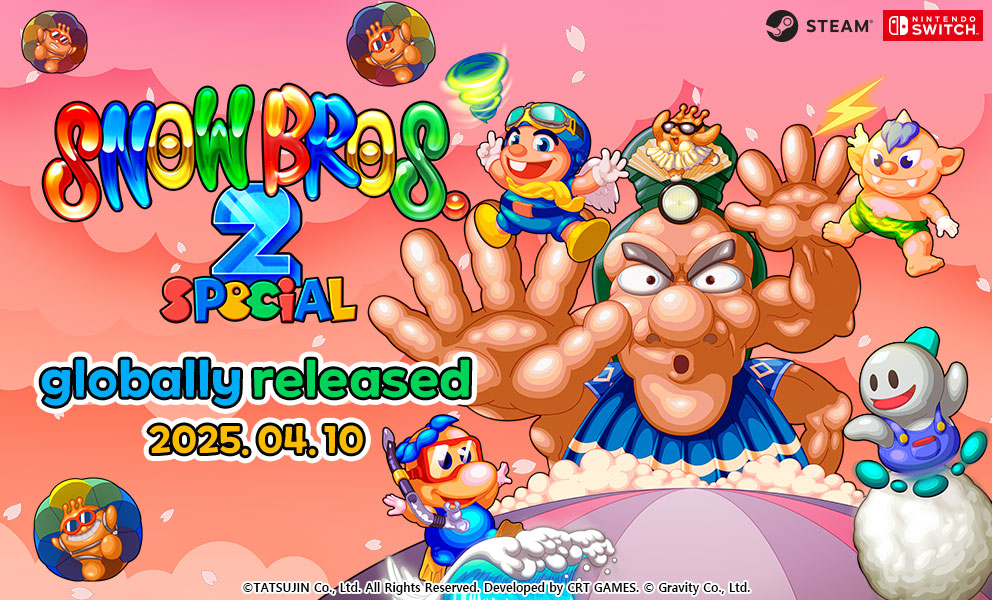 STEAM®
NINTENDO
SWITCH
SNOW BROS.
2
SPECIAL
globally released
2025. 04. 10
©TATSUJIN Co., Ltd. All Rights Reserved. Developed by CRT GAMES. © Gravity Co., Ltd.